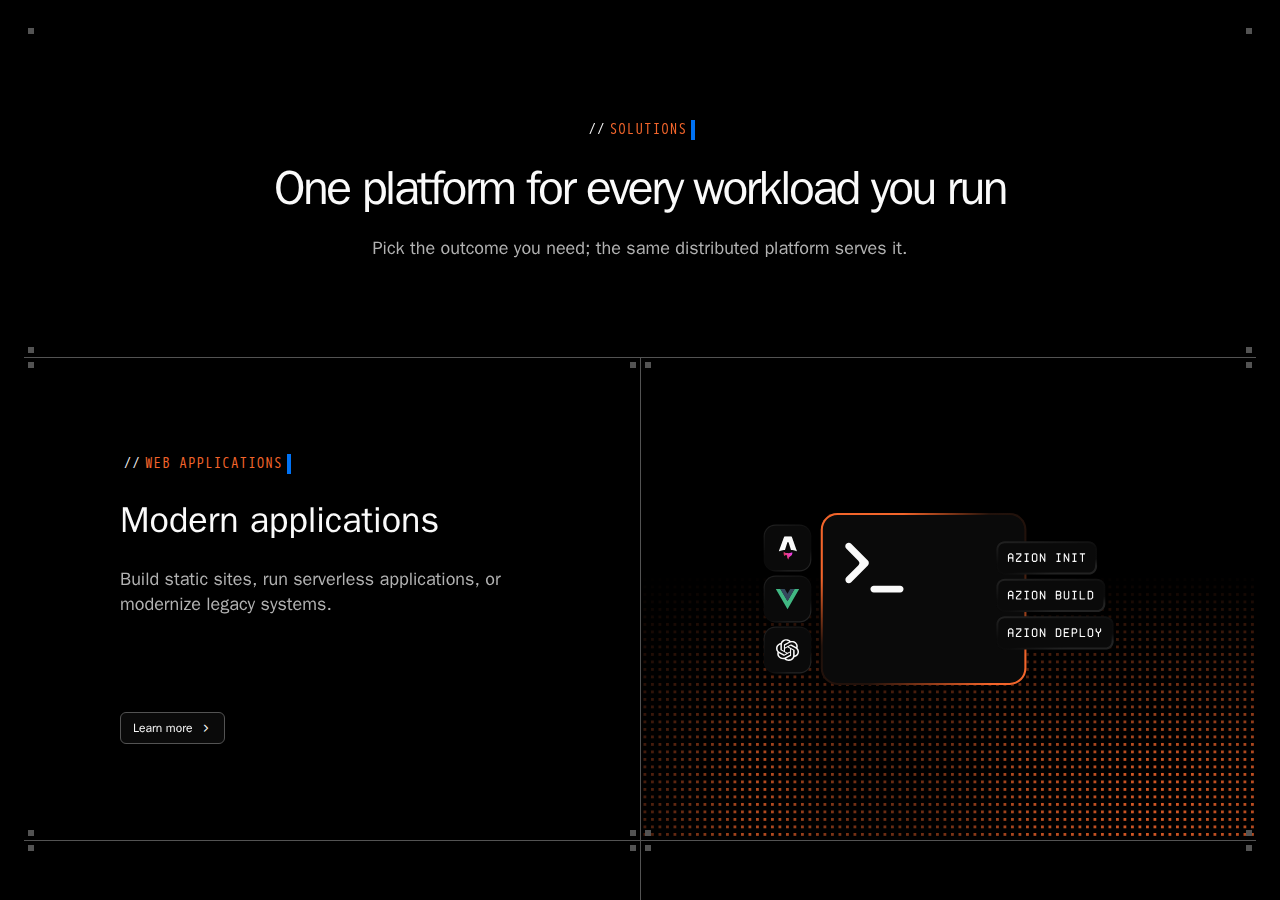 // SOLUTIONS
One platform for every workload you run
Pick the outcome you need; the same distributed platform serves it.
// WEB APPLICATIONS
Modern applications
Build static sites, run serverless applications, or
modernize legacy systems.
Learn more
>_
AZION INIT
AZION BUILD
AZION DEPLOY